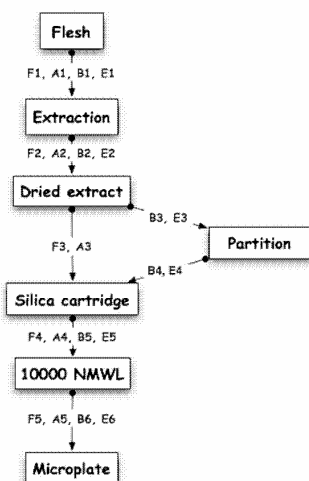 Flesh
F1, A1, B1, E1
Extraction
F2, A2, B2, E2
Dried extract
B3, E3
F3, A3
Partition
B4, E4
Silica cartridge
F4, A4, B5, E5
10000 NMWL
F5, A5, B6, E6
Microplate